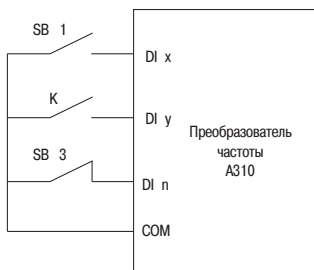 SB 1
DI x
K
DI y
Преобразователь
частоты
А310
SB 3
DI n
COM